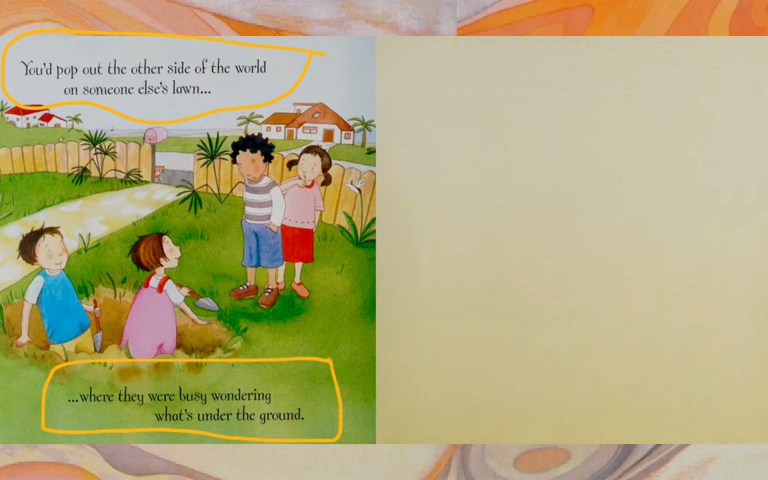 You'd pop out the other side of the world
on someone else's lawn...
...where they were busy wondering
what's under the ground.